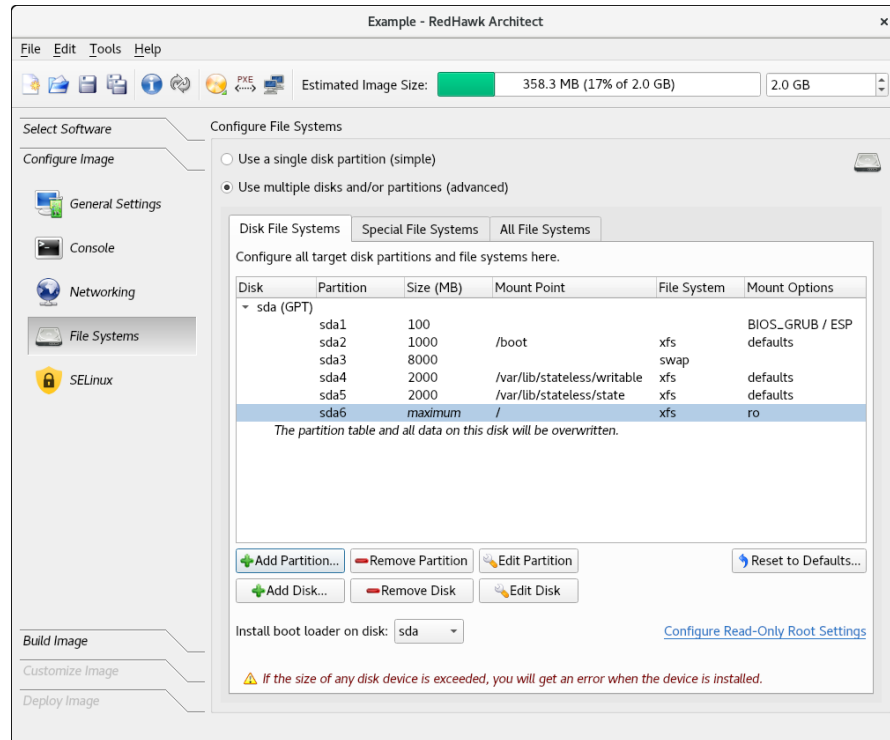 Example - RedHawk Architect ×
File Edit Tools Help
PXE Estimated Image Size: 358.3 MB (17% of 2.0 GB) 2.0 GB
Select Software
Configure Image
General Settings
Console
Networking
File Systems
SELinux
Build Image
Customize Image
Deploy Image
Configure File Systems
Use a single disk partition (simple)
Use multiple disks and/or partitions (advanced)
Disk File Systems Special File Systems All File Systems
Configure all target disk partitions and file systems here.
Disk Partition Size (MB) Mount Point File System Mount Options
sda (GPT)
sda1 100 BIOS_GRUB / ESP
sda2 1000 /boot xfs defaults
sda3 8000 swap
sda4 2000 /var/lib/stateless/writable xfs defaults
sda5 2000 /var/lib/stateless/state xfs defaults
sda6 maximum / xfs ro
The partition table and all data on this disk will be overwritten.
Add Partition... Remove Partition Edit Partition Reset to Defaults...
Add Disk... Remove Disk Edit Disk
Install boot loader on disk: sda Configure Read-Only Root Settings
If the size of any disk device is exceeded, you will get an error when the device is installed.